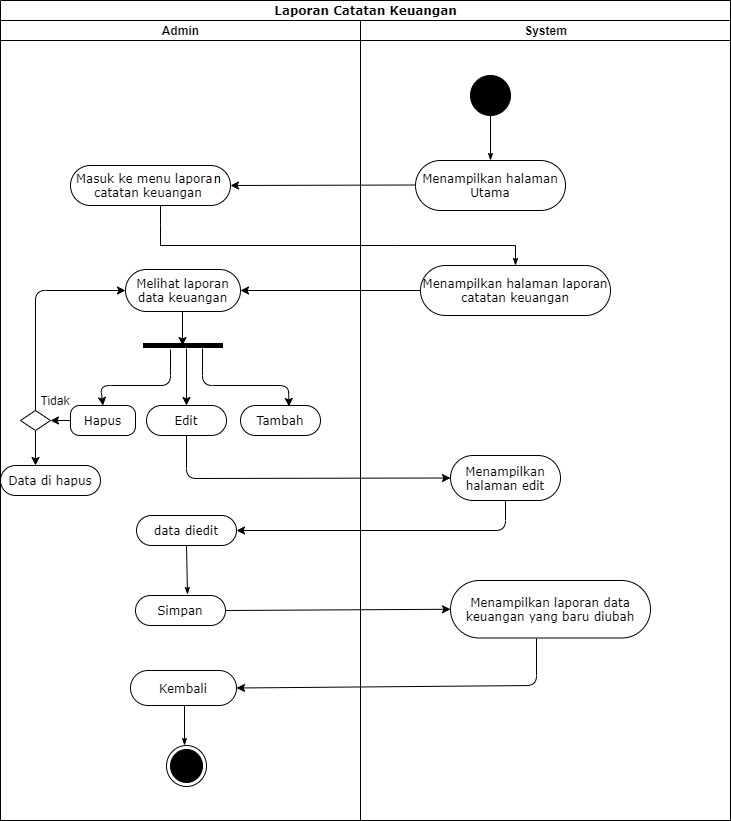 Laporan Catatan Keuangan
Admin
System
Masuk ke menu laporan
catatan keuangan
Menampilkan halaman
Utama
Melihat laporan
data keuangan
Menampilkan halaman laporan
catatan keuangan
Tidak
Hapus
Edit
Tambah
Data di hapus
Menampilkan
halaman edit
data diedit
Simpan
Menampilkan laporan data
keuangan yang baru diubah
Kembali